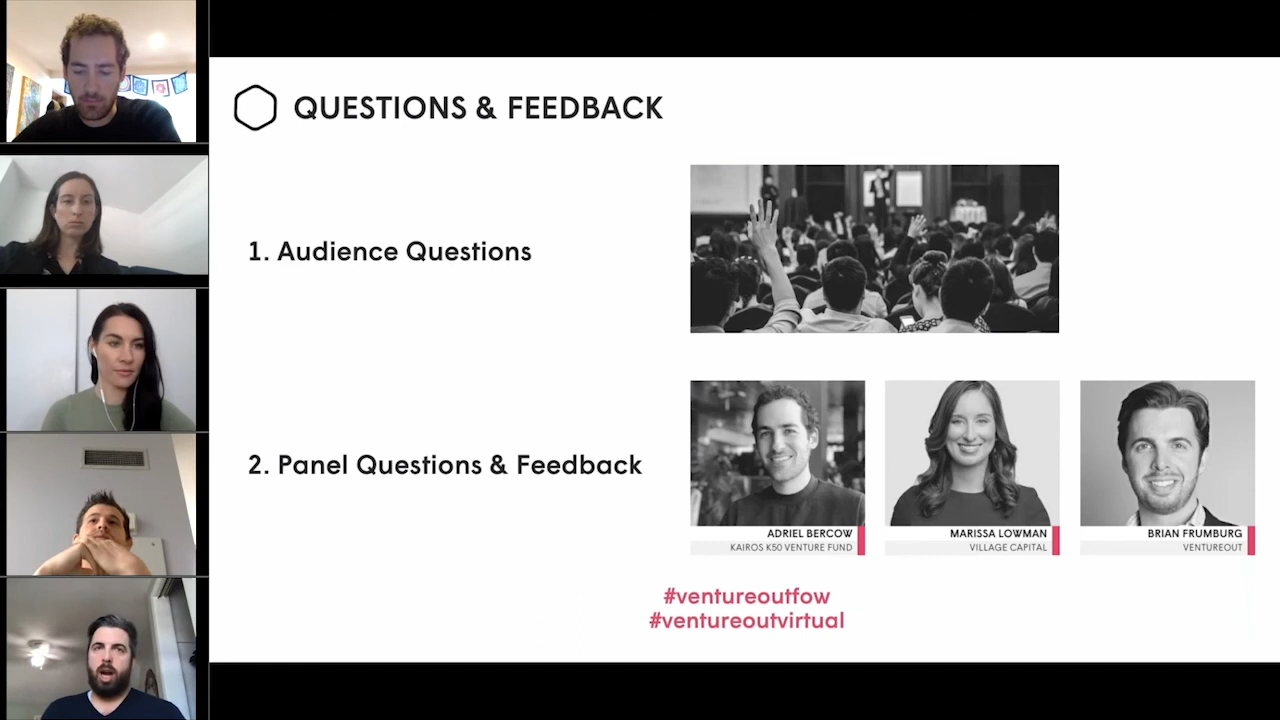 QUESTIONS & FEEDBACK
1. Audience Questions
2. Panel Questions & Feedback
ADRIEL BERCOW
KAIROS K50 VENTURE FUND
MARISSA LOWMAN
VILLAGE CAPITAL
BRIAN FRUMBURG
VENTUREOUT
#ventureoutfow
#ventureoutvirtual